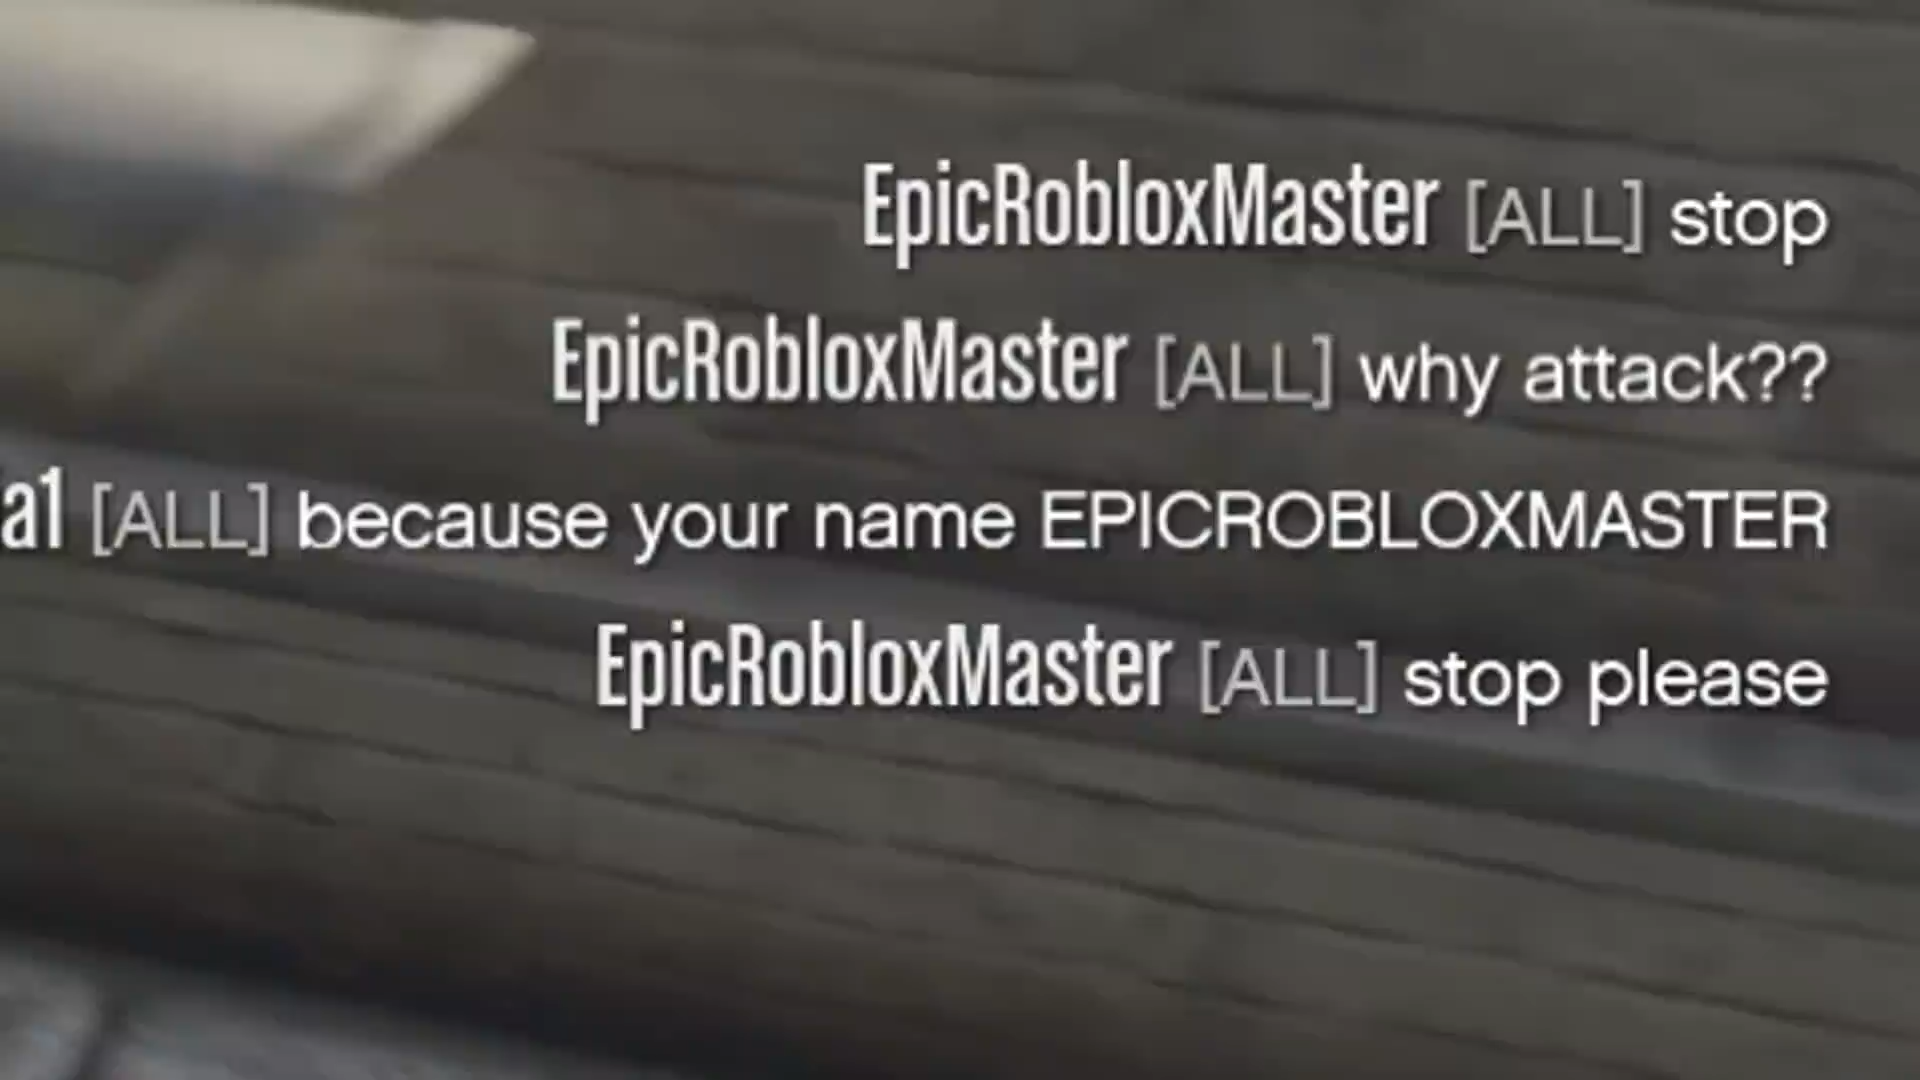 EpicRobloxMaster [ALL] stop
EpicRobloxMaster [ALL] why attack??
a1 [ALL] because your name EPICROBLOXMASTER
EpicRobloxMaster [ALL] stop please